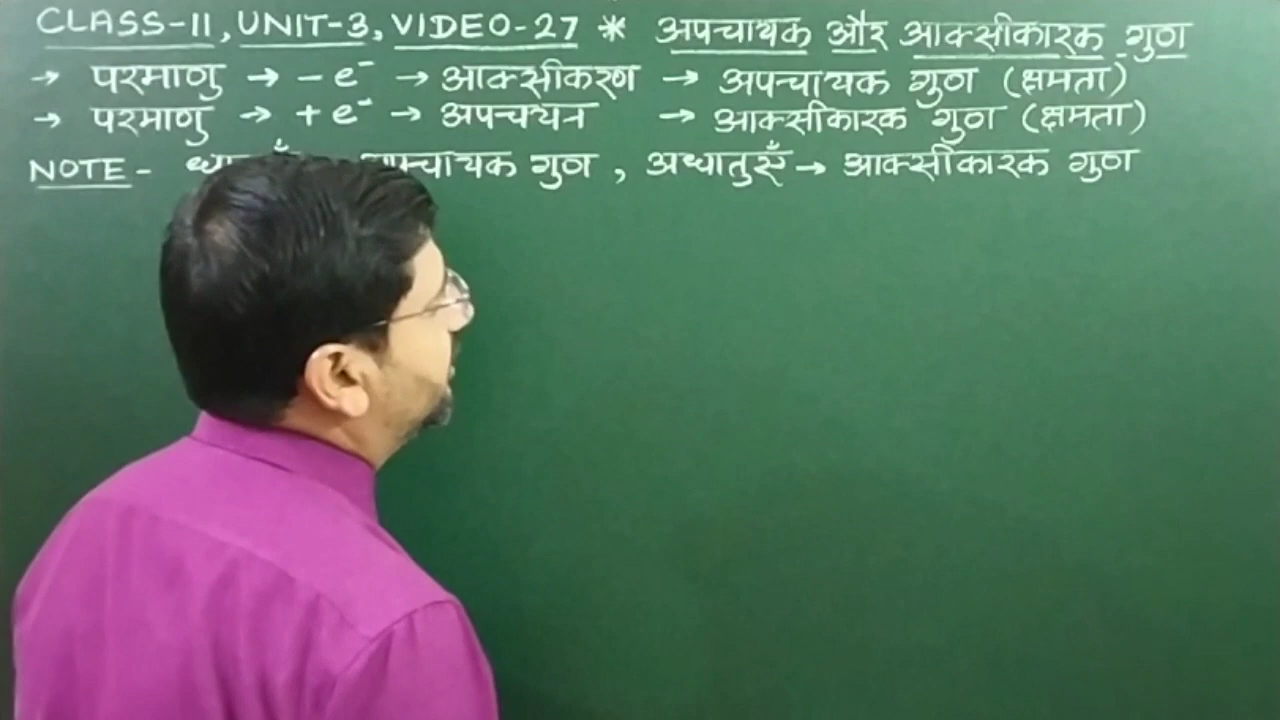 CLASS-11, UNIT-3, VIDEO-27 * अपचायक और आक्सीकारक गुण
→ परमाणु → - e⁻ → आक्सीकरण → अपचायक गुण (क्षमता)
→ परमाणु → + e⁻ → अपचयन → आक्सीकारक गुण (क्षमता)
NOTE - गुण, अधातुएँ → आक्सीकारक गुण